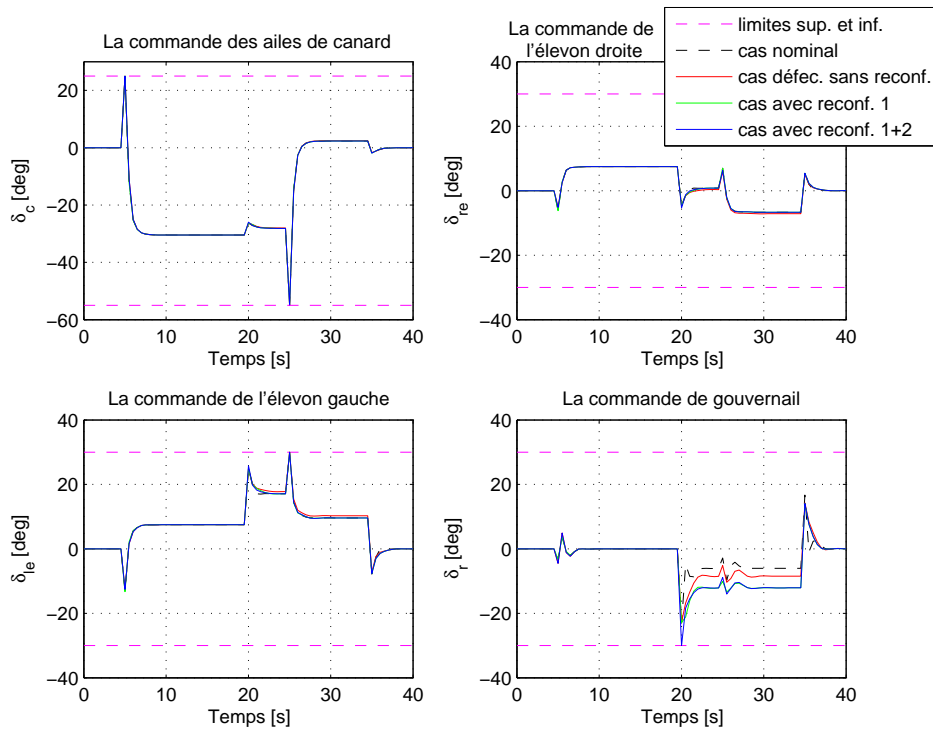 La commande des ailes de canard
20
0
−20
−40
−60
δc [deg]
0
10
20
30
40
Temps [s]
La commande de
l'élevon droite
40
20
0
−20
−40
δre [deg]
0
10
20
30
40
Temps [s]
limites sup. et inf.
cas nominal
cas défec. sans reconf.
cas avec reconf. 1
cas avec reconf. 1+2
La commande de l'élevon gauche
40
20
0
−20
−40
δle [deg]
0
10
20
30
40
Temps [s]
La commande de gouvernail
40
20
0
−20
−40
δr [deg]
0
10
20
30
40
Temps [s]